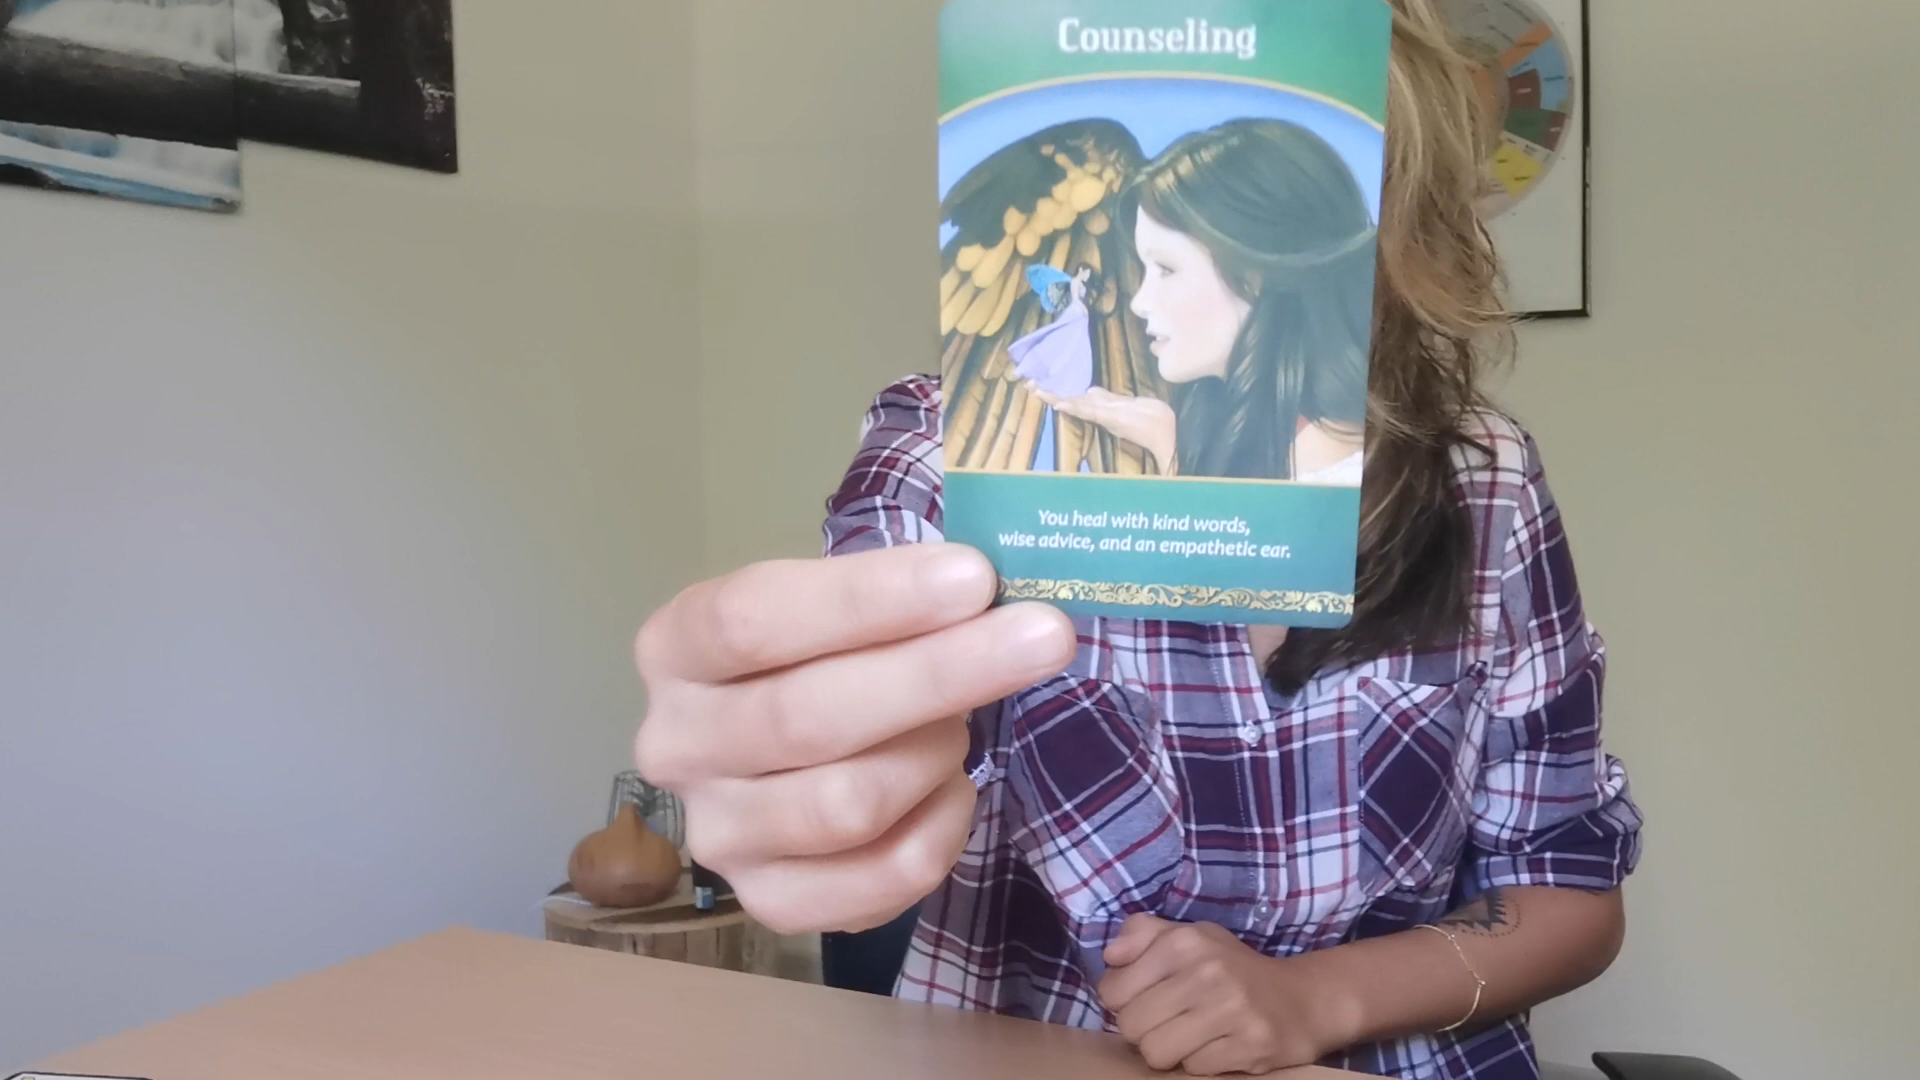 Counseling
You heal with kind words,
wise advice, and an empathetic ear.